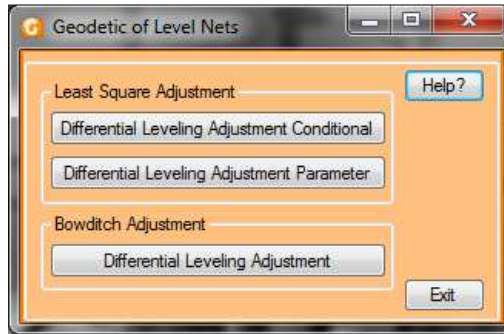 Geodetic of Level Nets
Help?
Least Square Adjustment
Differential Leveling Adjustment Conditional
Differential Leveling Adjustment Parameter
Bowditch Adjustment
Differential Leveling Adjustment
Exit